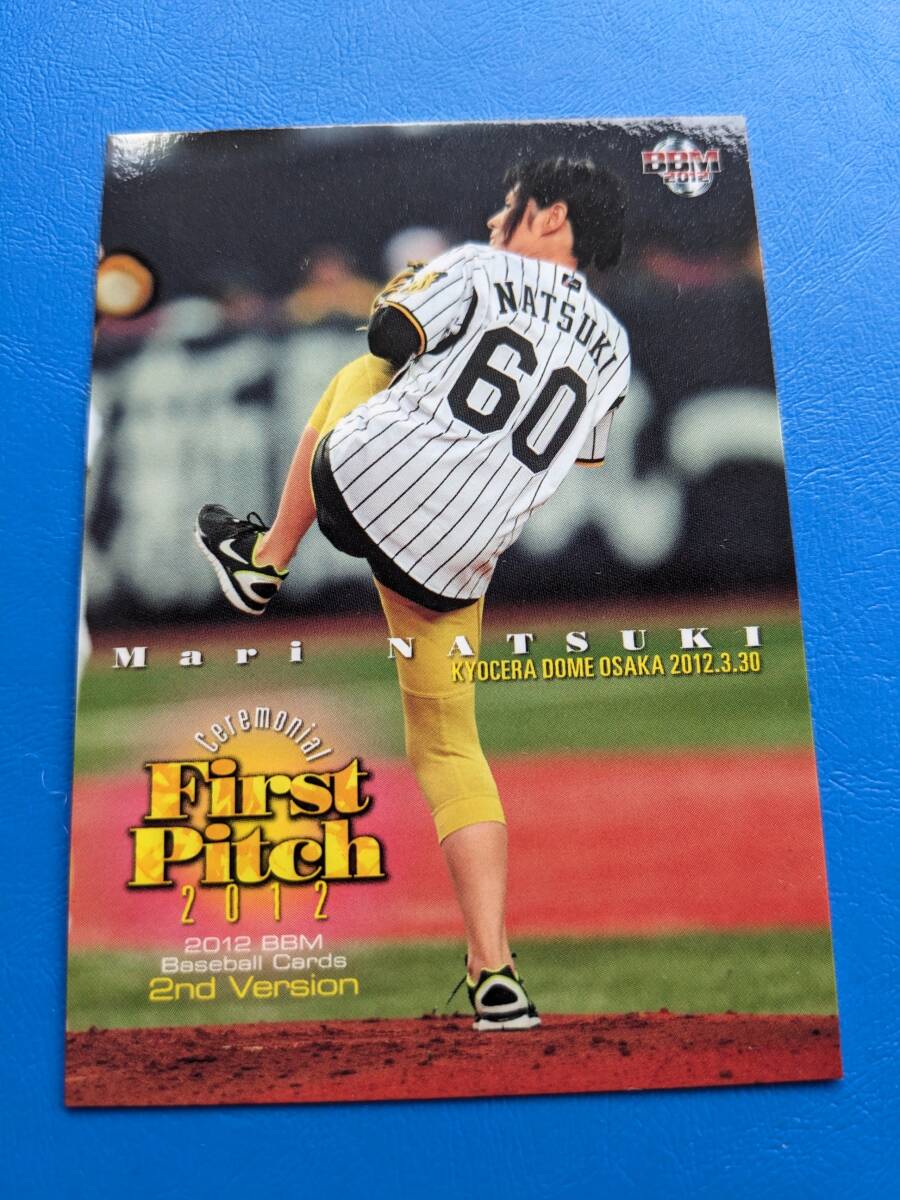 BBM
2012
NATSUKI
60
Mari NATSUKI
KYOCERA DOME OSAKA 2012.3.30
Ceremonial
First
Pitch
2012
2012 BBM
Baseball Cards
2nd Version